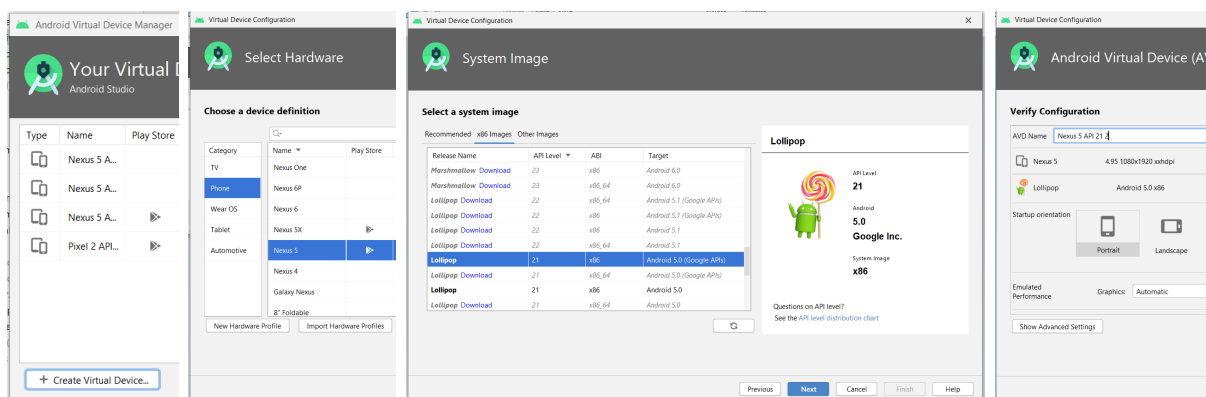 Android Virtual Device Manager
Your Virtual
Android Studio
Type Name Play Store
Nexus 5 A...
Nexus 5 A...
Nexus 5 A...
Pixel 2 API...
+ Create Virtual Device...
Virtual Device Configuration
Select Hardware
Choose a device definition
Category Name Play Store
TV Nexus One
Phone Nexus 6P
Wear OS Nexus 6
Tablet Nexus 5X
Automotive Nexus 5
Nexus 4
Galaxy Nexus
8" Foldable
New Hardware Profile Import Hardware Profiles
Virtual Device Configuration
System Image
Select a system image
Recommended x86 Images Other Images
Release Name API Level ABI Target
Marshmallow Download 23 x86 Android 6.0
Marshmallow Download 23 x86_64 Android 6.0
Lollipop Download 22 x86_64 Android 5.1 (Google APIs)
Lollipop Download 22 x86 Android 5.1 (Google APIs)
Lollipop Download 22 x86 Android 5.1
Lollipop Download 22 x86_64 Android 5.1
Lollipop 21 x86 Android 5.0 (Google APIs)
Lollipop Download 21 x86_64 Android 5.0 (Google APIs)
Lollipop 21 x86 Android 5.0
Lollipop Download 21 x86_64 Android 5.0
Lollipop
API Level
21
Android
5.0
Google Inc.
System Image
x86
Questions on API level?
See the API level distribution chart
Previous Next Cancel Finish Help
Virtual Device Configuration
Android Virtual Device (AV
Verify Configuration
AVD Name Nexus 5 API 21 2
Nexus 5 4.95 1080x1920 xxhdpi
Lollipop Android 5.0 x86
Startup orientation
Portrait Landscape
Emulated
Performance Graphics: Automatic
Show Advanced Settings